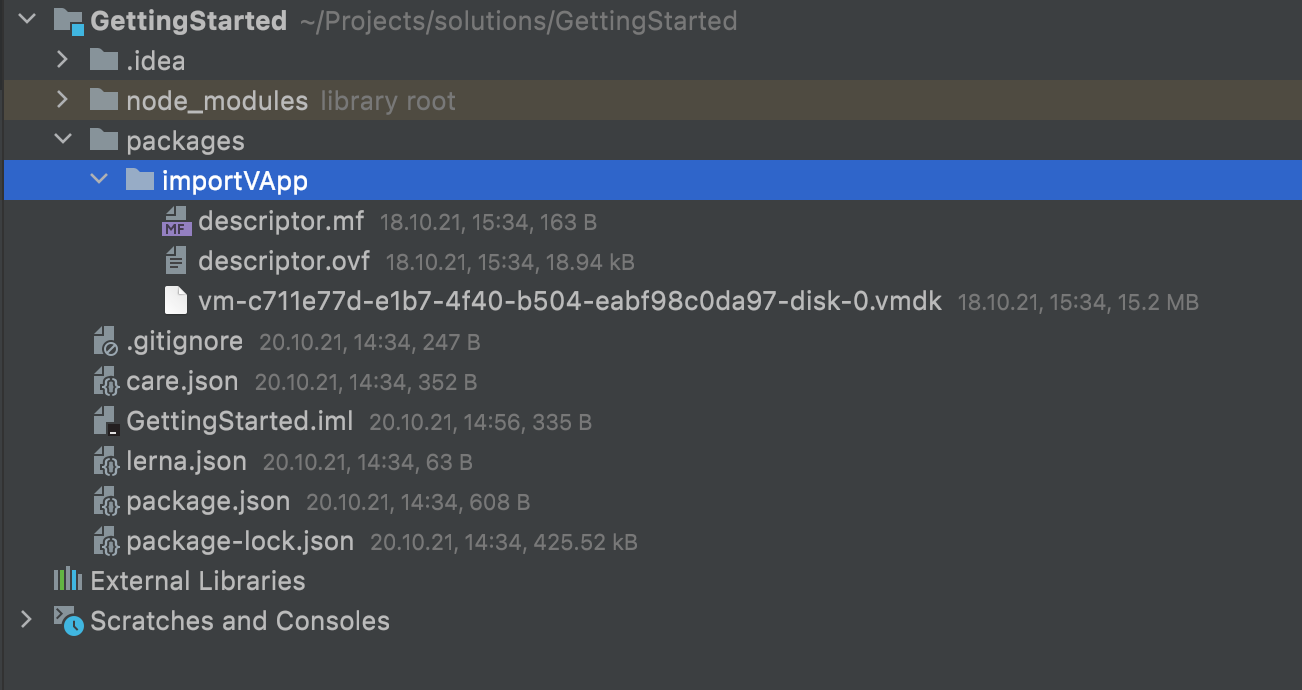 GettingStarted ~/Projects/solutions/GettingStarted
.idea
node_modules library root
packages
importVApp
MF descriptor.mf 18.10.21, 15:34, 163 B
descriptor.ovf 18.10.21, 15:34, 18.94 kB
vm-c711e77d-e1b7-4f40-b504-eabf98c0da97-disk-0.vmdk 18.10.21, 15:34, 15.2 MB
.gitignore 20.10.21, 14:34, 247 B
care.json 20.10.21, 14:34, 352 B
GettingStarted.iml 20.10.21, 14:56, 335 B
lerna.json 20.10.21, 14:34, 63 B
package.json 20.10.21, 14:34, 608 B
package-lock.json 20.10.21, 14:34, 425.52 kB
External Libraries
Scratches and Consoles